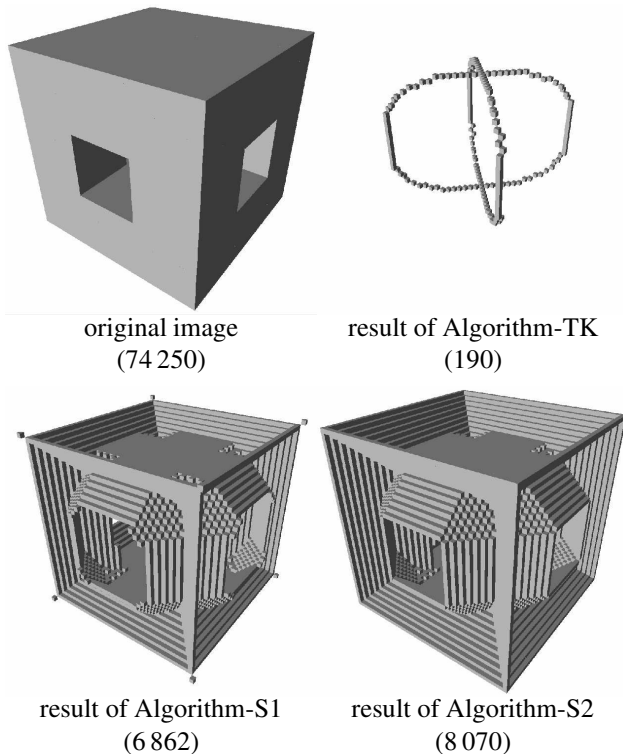 original image
(74 250)
result of Algorithm-TK
(190)
result of Algorithm-S1
(6 862)
result of Algorithm-S2
(8 070)